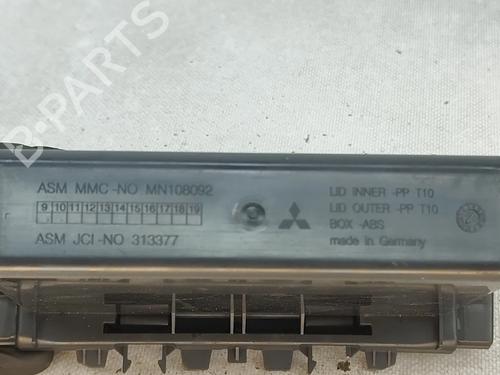 B-PARTS
ASM MMC-NO MN108092
9 10 11 12 13 14 15 16 17 18 19
ASM JCI-NO 313377
LID INNER -PP T10
LID OUTER -PP T10
BOX -ABS
made in Germany